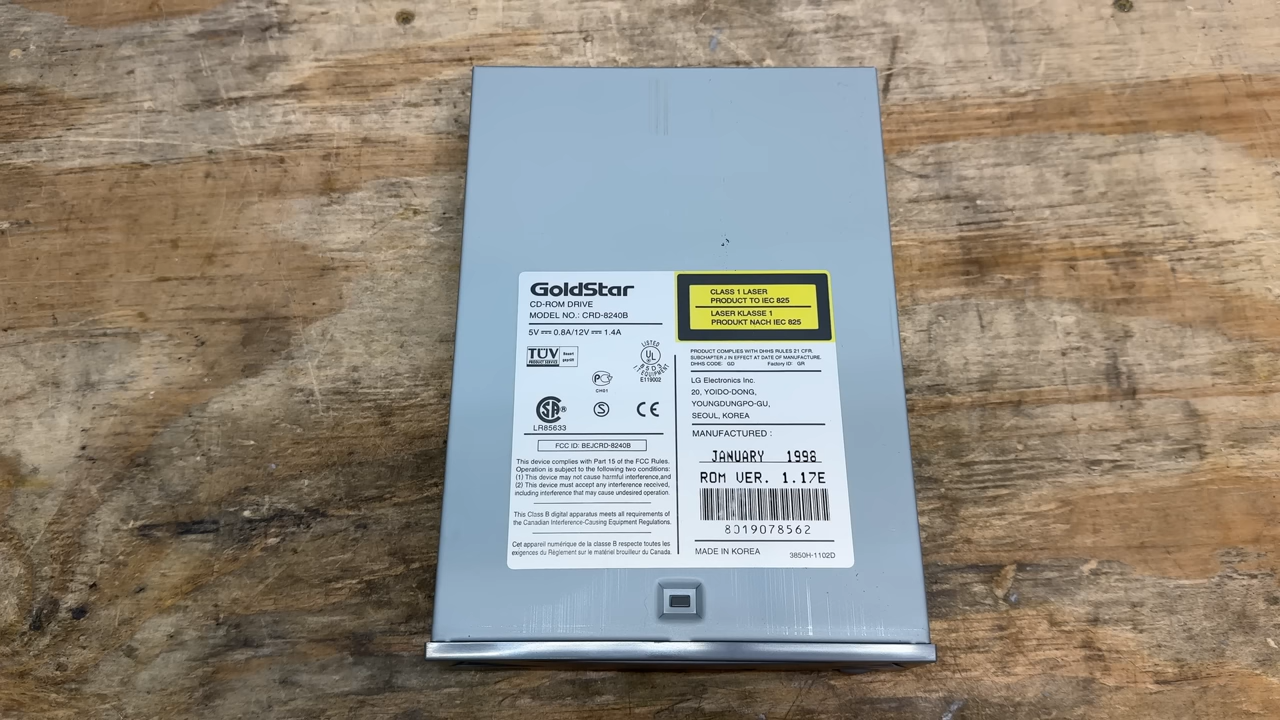 GoldStar
CD-ROM DRIVE
MODEL NO.: CRD-8240B
5V ⎓ 0.8A/12V ⎓ 1.4A
TÜV
PRODUCT SERVICE
LISTED
UL
I.T. EQUIPMENT
E119002
PC
CH01
SA®
LR85633
S
CE
FCC ID: BEJCRD-8240B
This device complies with Part 15 of the FCC Rules.
Operation is subject to the following two conditions:
(1) This device may not cause harmful interference,and
(2) This device must accept any interference received,
including interference that may cause undesired operation.
This Class B digital apparatus meets all requirements of
the Canadian Interference-Causing Equipment Regulations.
Cet appareil numérique de la classe B respecte toutes les
exigences du Règlement sur le matériel brouilleur du Canada.
CLASS 1 LASER
PRODUCT TO IEC 825
LASER KLASSE 1
PRODUKT NACH IEC 825
PRODUCT COMPLIES WITH DHHS RULES 21 CFR.
SUBCHAPTER J IN EFFECT AT DATE OF MANUFACTURE.
DHHS CODE: GD Factory ID: GR
LG Electronics Inc.
20, YOIDO-DONG,
YOUNGDUNGPO-GU,
SEOUL, KOREA
MANUFACTURED :
JANUARY 1998
ROM VER. 1.17E
8019078562
MADE IN KOREA 3850H-1102D